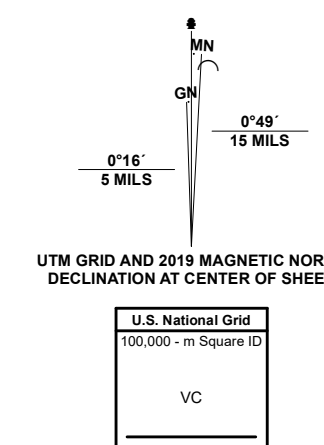 MN
GN
0°49´
15 MILS
0°16´
5 MILS
UTM GRID AND 2019 MAGNETIC NOR
DECLINATION AT CENTER OF SHEE
U.S. National Grid
100,000 - m Square ID
VC